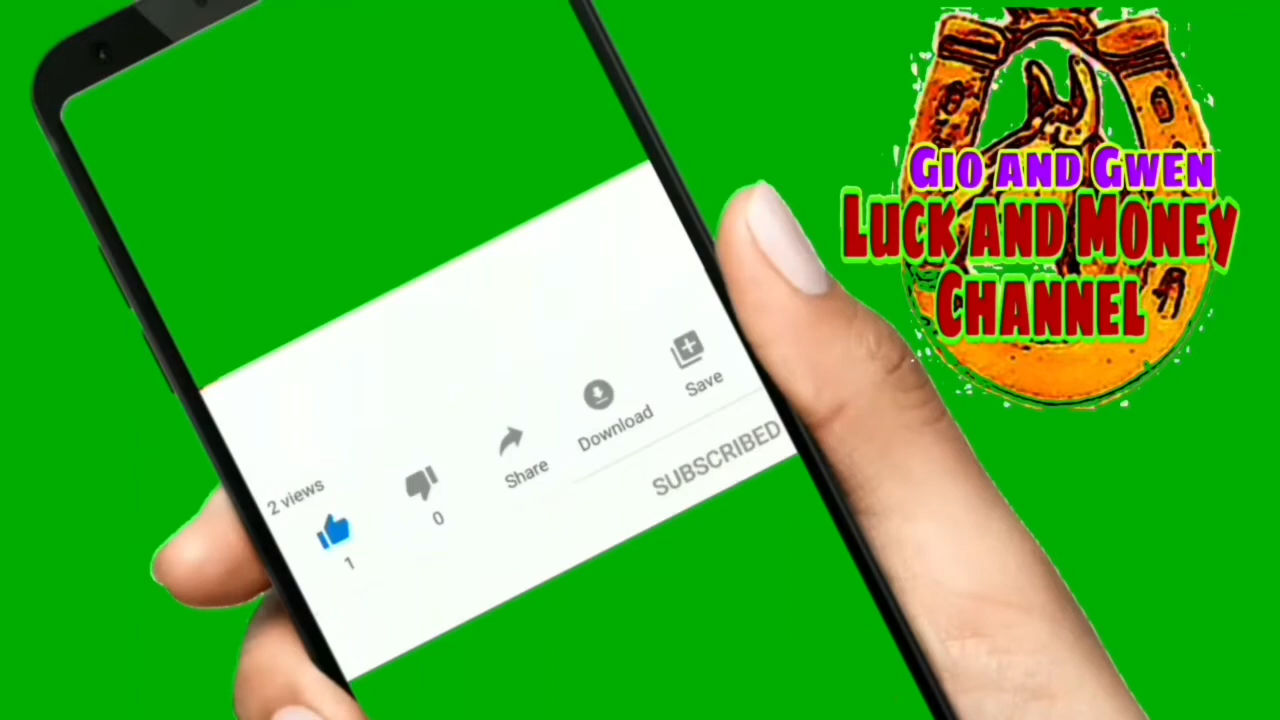 Gio and Gwen
Luck and Money
Channel
2 views
1
0
Share
Download
Save
SUBSCRIBED